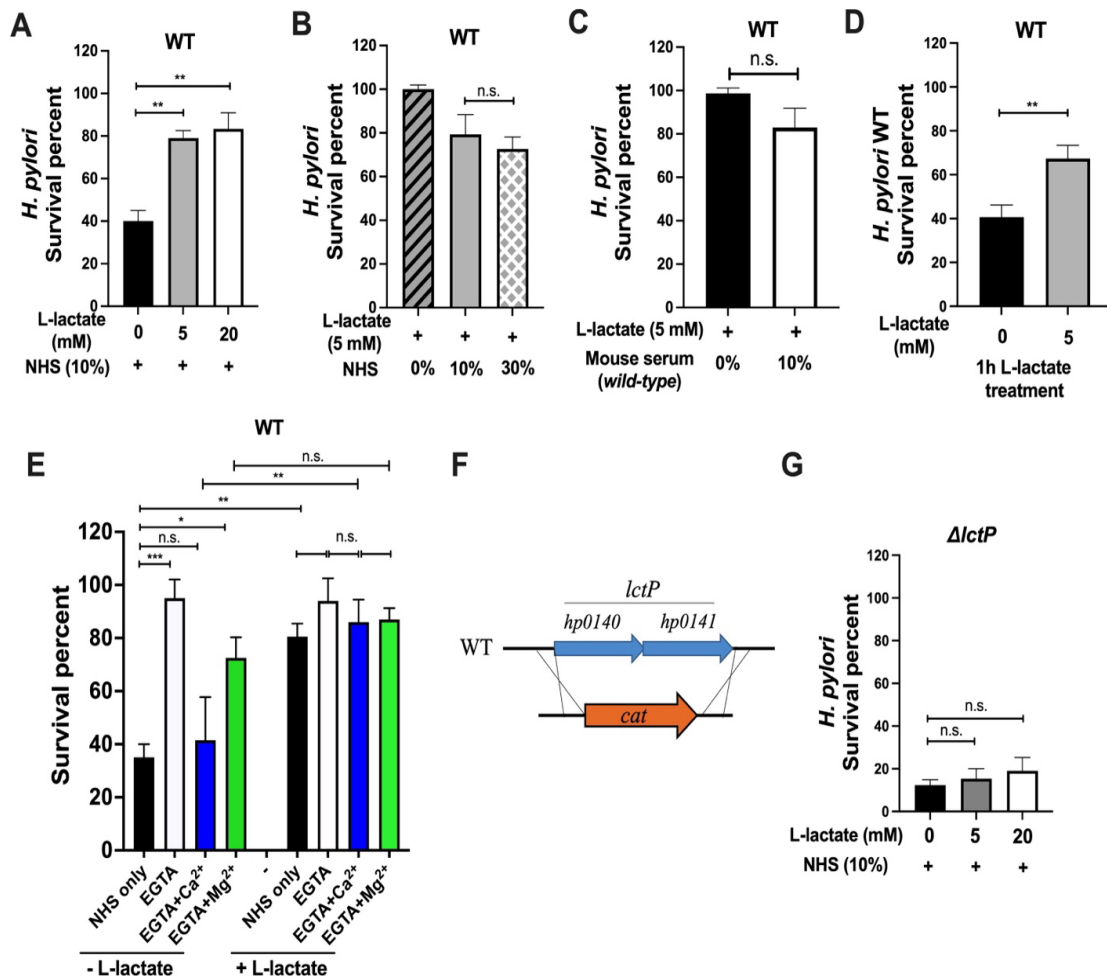 A
WT
H. pylori
Survival percent
120
100
80
60
40
20
0
**
**
L-lactate
(mM)
0 5 20
NHS (10%) + + +
B
WT
H. pylori
Survival percent
120
100
80
60
40
20
0
n.s.
L-lactate
(5 mM) + + +
NHS 0% 10% 30%
C
WT
H. pylori
Survival percent
120
100
80
60
40
20
0
n.s.
L-lactate (5 mM) + +
Mouse serum
(wild-type)
0% 10%
D
WT
H. pylori WT
Survival percent
120
100
80
60
40
20
0
**
L-lactate
(mM)
0 5
1h L-lactate
treatment
E
WT
Survival percent
120
100
80
60
40
20
0
n.s.
**
**
*
n.s.
***
n.s.
NHS only
EGTA
EGTA+Ca²⁺
EGTA+Mg²⁺
-
NHS only
EGTA
EGTA+Ca²⁺
EGTA+Mg²⁺
- L-lactate
+ L-lactate
F
lctP
hp0140 hp0141
WT
cat
G
ΔlctP
H. pylori
Survival percent
120
100
80
60
40
20
0
n.s.
n.s.
L-lactate (mM) 0 5 20
NHS (10%) + + +